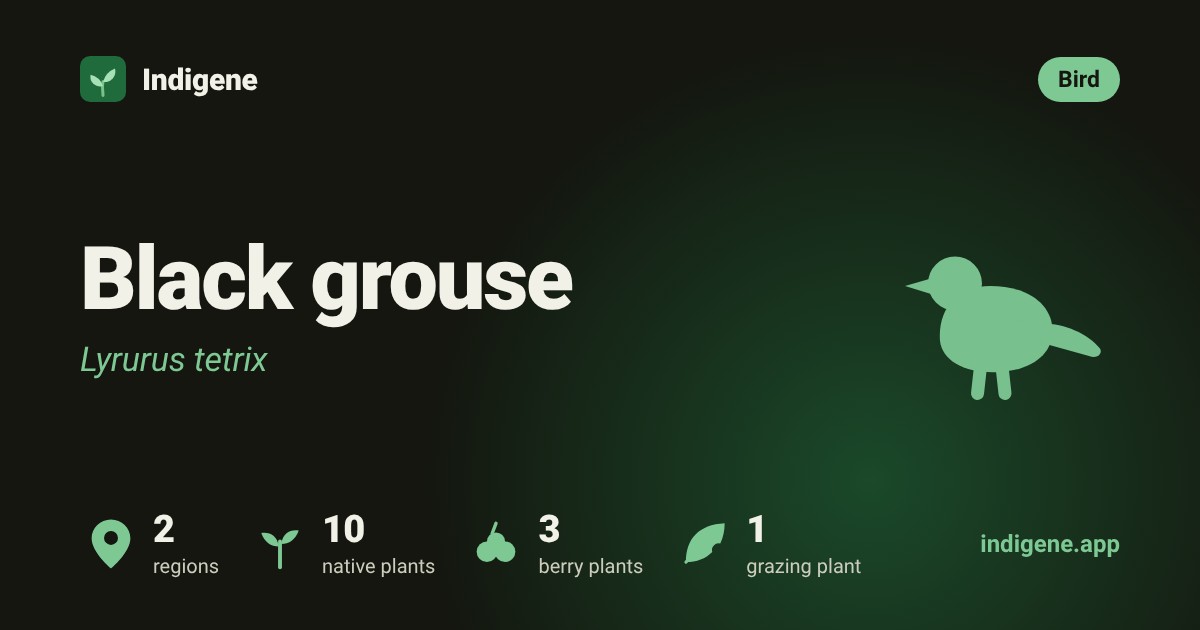 Indigene
Bird
Black grouse
Lyrurus tetrix
2
regions
10
native plants
3
berry plants
1
grazing plant
indigene.app